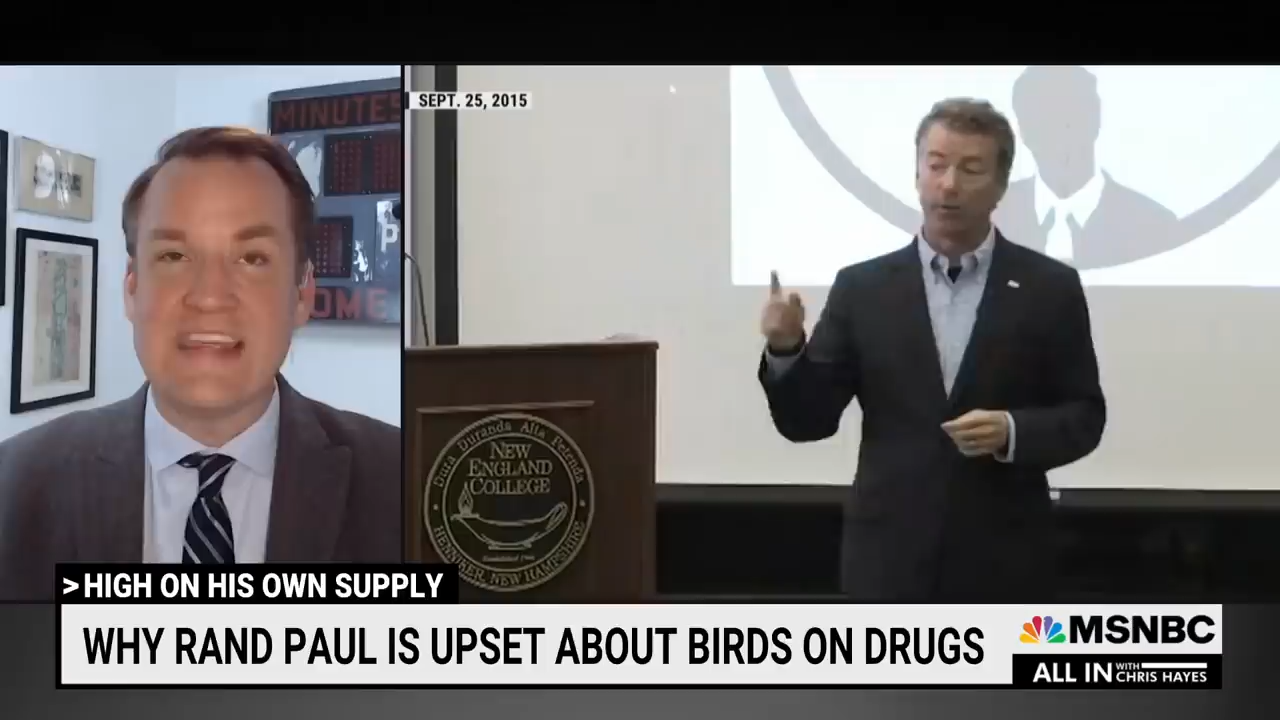 MINUTES
SEPT. 25, 2015
Dura Duranda Alta Petenda
NEW
ENGLAND
COLLEGE
HENNIKER, NEW HAMPSHIRE
>HIGH ON HIS OWN SUPPLY
WHY RAND PAUL IS UPSET ABOUT BIRDS ON DRUGS
MSNBC
ALL IN WITH CHRIS HAYES